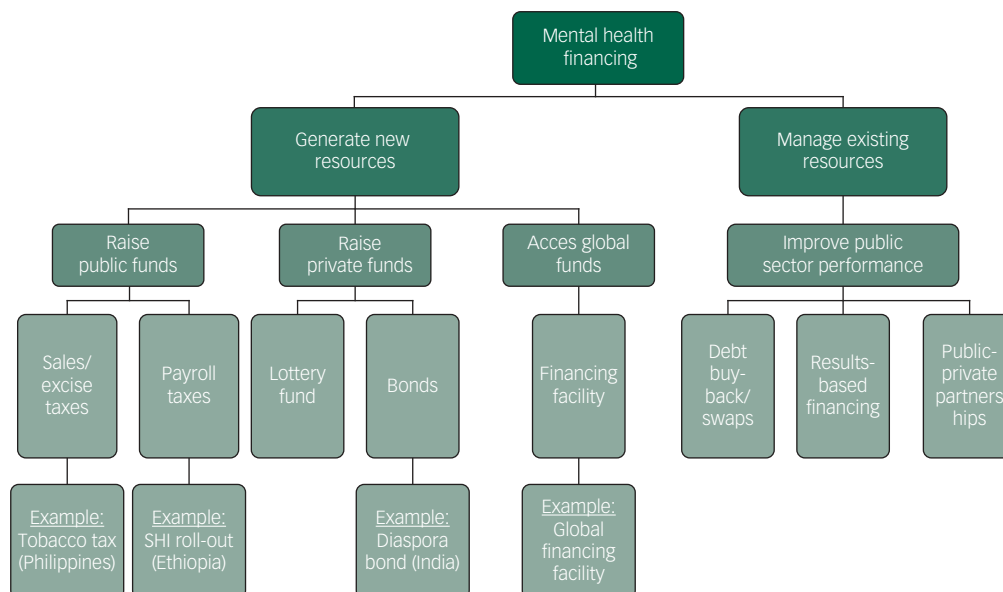 Mental health
financing
Generate new
resources
Manage existing
resources
Raise
public funds
Raise
private funds
Acces global
funds
Improve public
sector performance
Sales/
excise
taxes
Payroll
taxes
Lottery
fund
Bonds
Financing
facility
Debt
buy-
back/
swaps
Results-
based
financing
Public-
private
partners
hips
Example:
Tobacco tax
(Philippines)
Example:
SHI roll-out
(Ethiopia)
Example:
Diaspora
bond (India)
Example:
Global
financing
facility